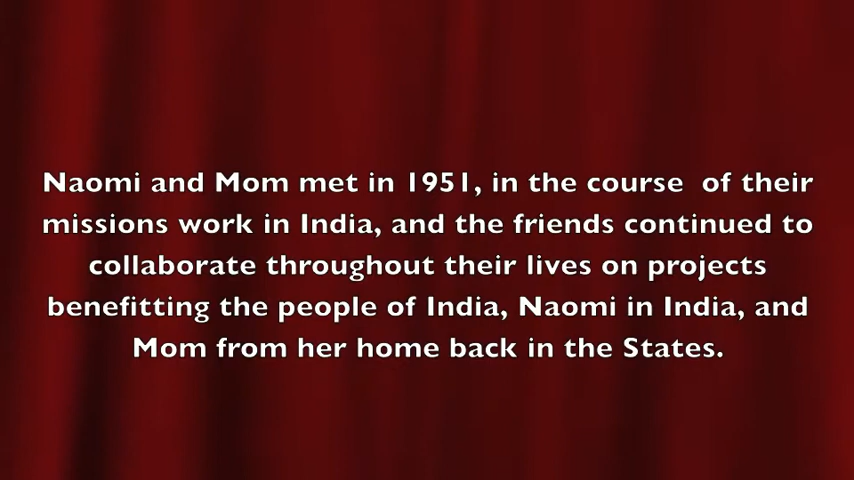 Naomi and Mom met in 1951, in the course  of their
missions work in India, and the friends continued to
collaborate throughout their lives on projects
benefitting the people of India, Naomi in India, and
Mom from her home back in the States.